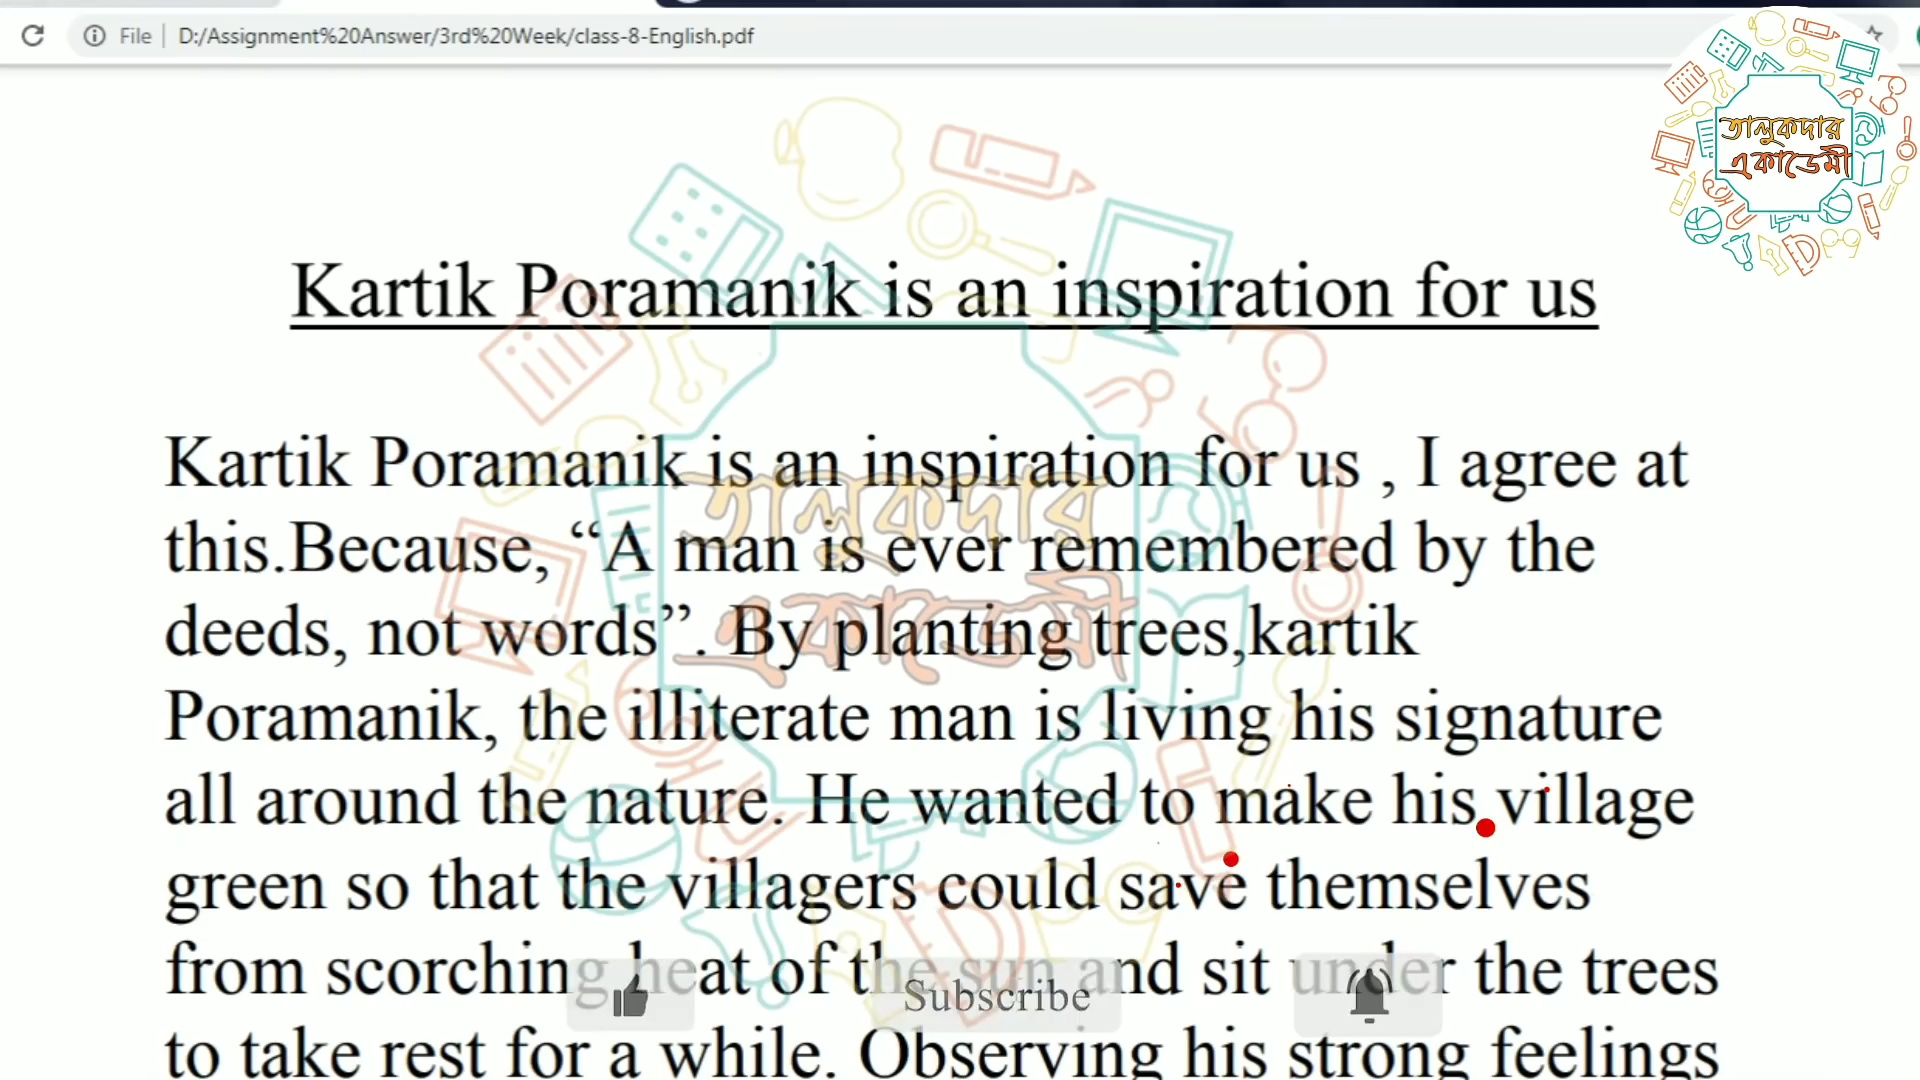 File D:/Assignment%20Answer/3rd%20Week/class-8-English.pdf
তালুকদার
একাডেমী
Kartik Poramanik is an inspiration for us
Kartik Poramanik is an inspiration for us , I agree at
this.Because, “A man is ever remembered by the
deeds, not words”. By planting trees,kartik
Poramanik, the illiterate man is living his signature
all around the nature. He wanted to make his village
green so that the villagers could save themselves
from scorching heat of the sun and sit under the trees
to take rest for a while. Observing his strong feelings
তালুকদার
একাডেমী
Subscribe